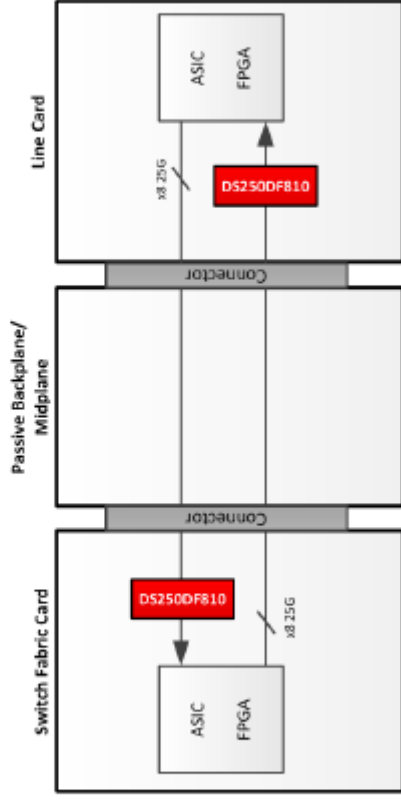 Line Card
ASIC
FPGA
x8 25G
DS250DF810
Connector
Passive Backplane/
Midplane
Connector
Switch Fabric Card
DS250DF810
x8 25G
ASIC
FPGA